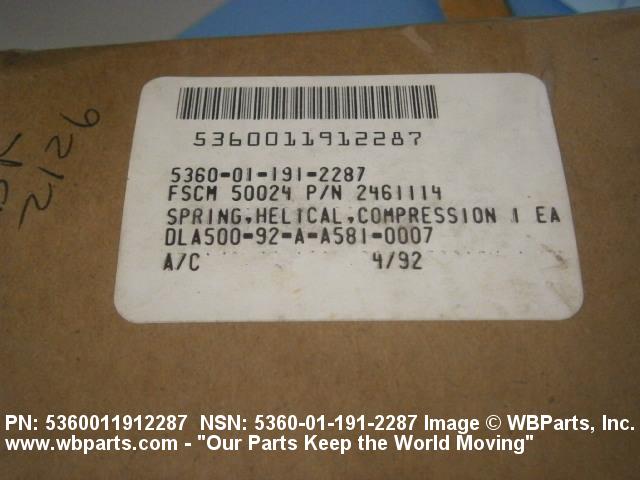 2126
5360011912287
5360-01-191-2287
FSCM 50024 P/N 2461114
SPRING,HELICAL,COMPRESSION 1 EA
DLA500-92-A-A581-0007
A/C 4/92
PN: 5360011912287 NSN: 5360-01-191-2287 Image © WBParts, Inc.
www.wbparts.com - "Our Parts Keep the World Moving"